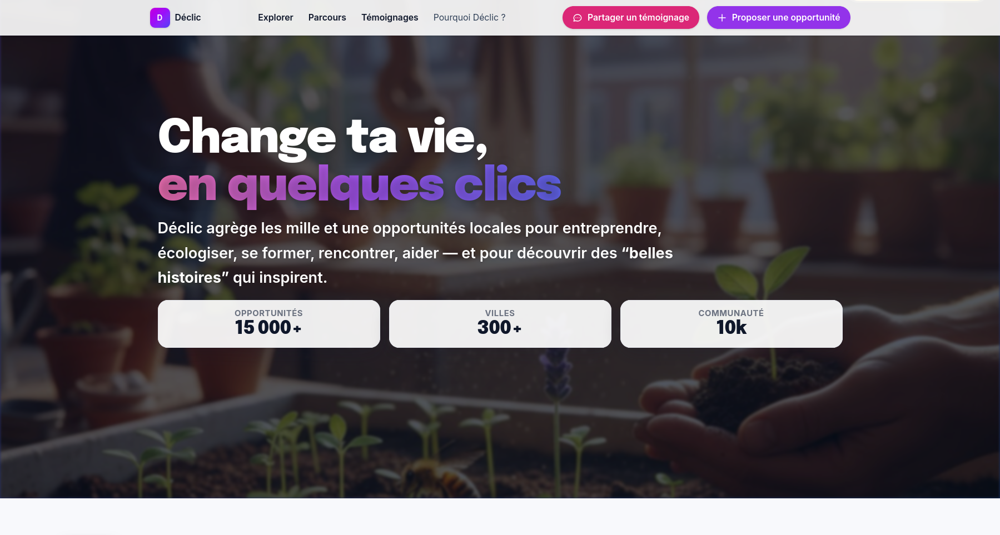 D
Déclic
Explorer
Parcours
Témoignages
Pourquoi Déclic ?
Partager un témoignage
Proposer une opportunité
Change ta vie,
en quelques clics
Déclic agrège les mille et une opportunités locales pour entreprendre,
écologiser, se former, rencontrer, aider — et pour découvrir des “belles
histoires” qui inspirent.
OPPORTUNITÉS
15 000+
VILLES
300+
COMMUNAUTÉ
10k